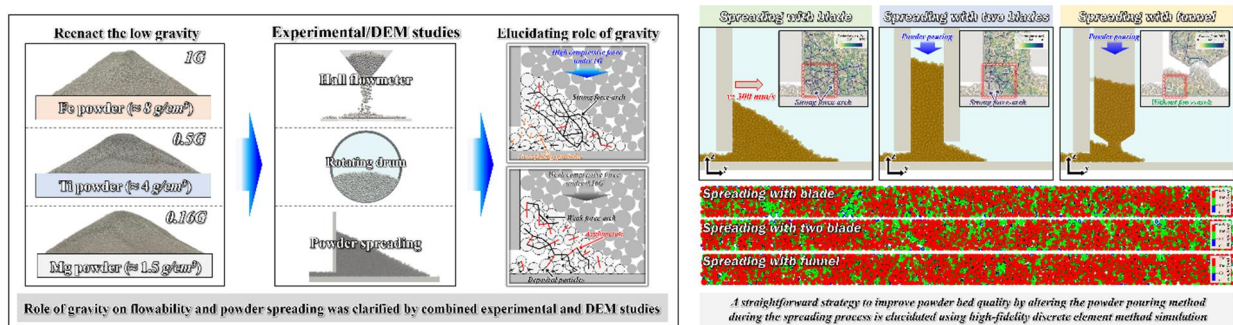 Reenact the low gravity
1G
Fe powder (≈ 8 g/cm³)
0.5G
Ti powder (≈ 4 g/cm³)
0.16G
Mg powder (≈ 1.5 g/cm³)
Experimental/DEM studies
Hall flowmeter
Rotating drum
Powder spreading
Elucidating role of gravity
High compressive force
under 1G
Strong force-arch
Weak compressive force
under 0.16G
Weak force-arch
Deposited particles
Role of gravity on flowability and powder spreading was clarified by combined experimental and DEM studies
Spreading with blade
Strong force-arch
Spreading with two blades
Powder pouring
Strong force-arch
Spreading with tunnel
Powder pouring
Without force-arch
Spreading with blade
Spreading with two blade
Spreading with funnel
A straightforward strategy to improve powder bed quality by altering the powder pouring method
during the spreading process is elucidated using high-fidelity discrete element method simulation